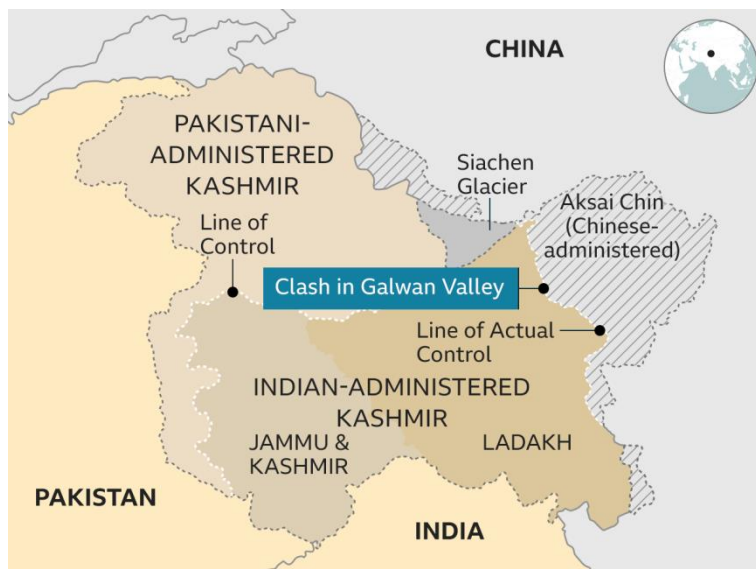 CHINA
PAKISTANI-
ADMINISTERED
KASHMIR
Siachen
Glacier
Aksai Chin
(Chinese-
administered)
Line of
Control
Clash in Galwan Valley
Line of Actual
Control
INDIAN-ADMINISTERED
KASHMIR
JAMMU &
KASHMIR
LADAKH
PAKISTAN
INDIA